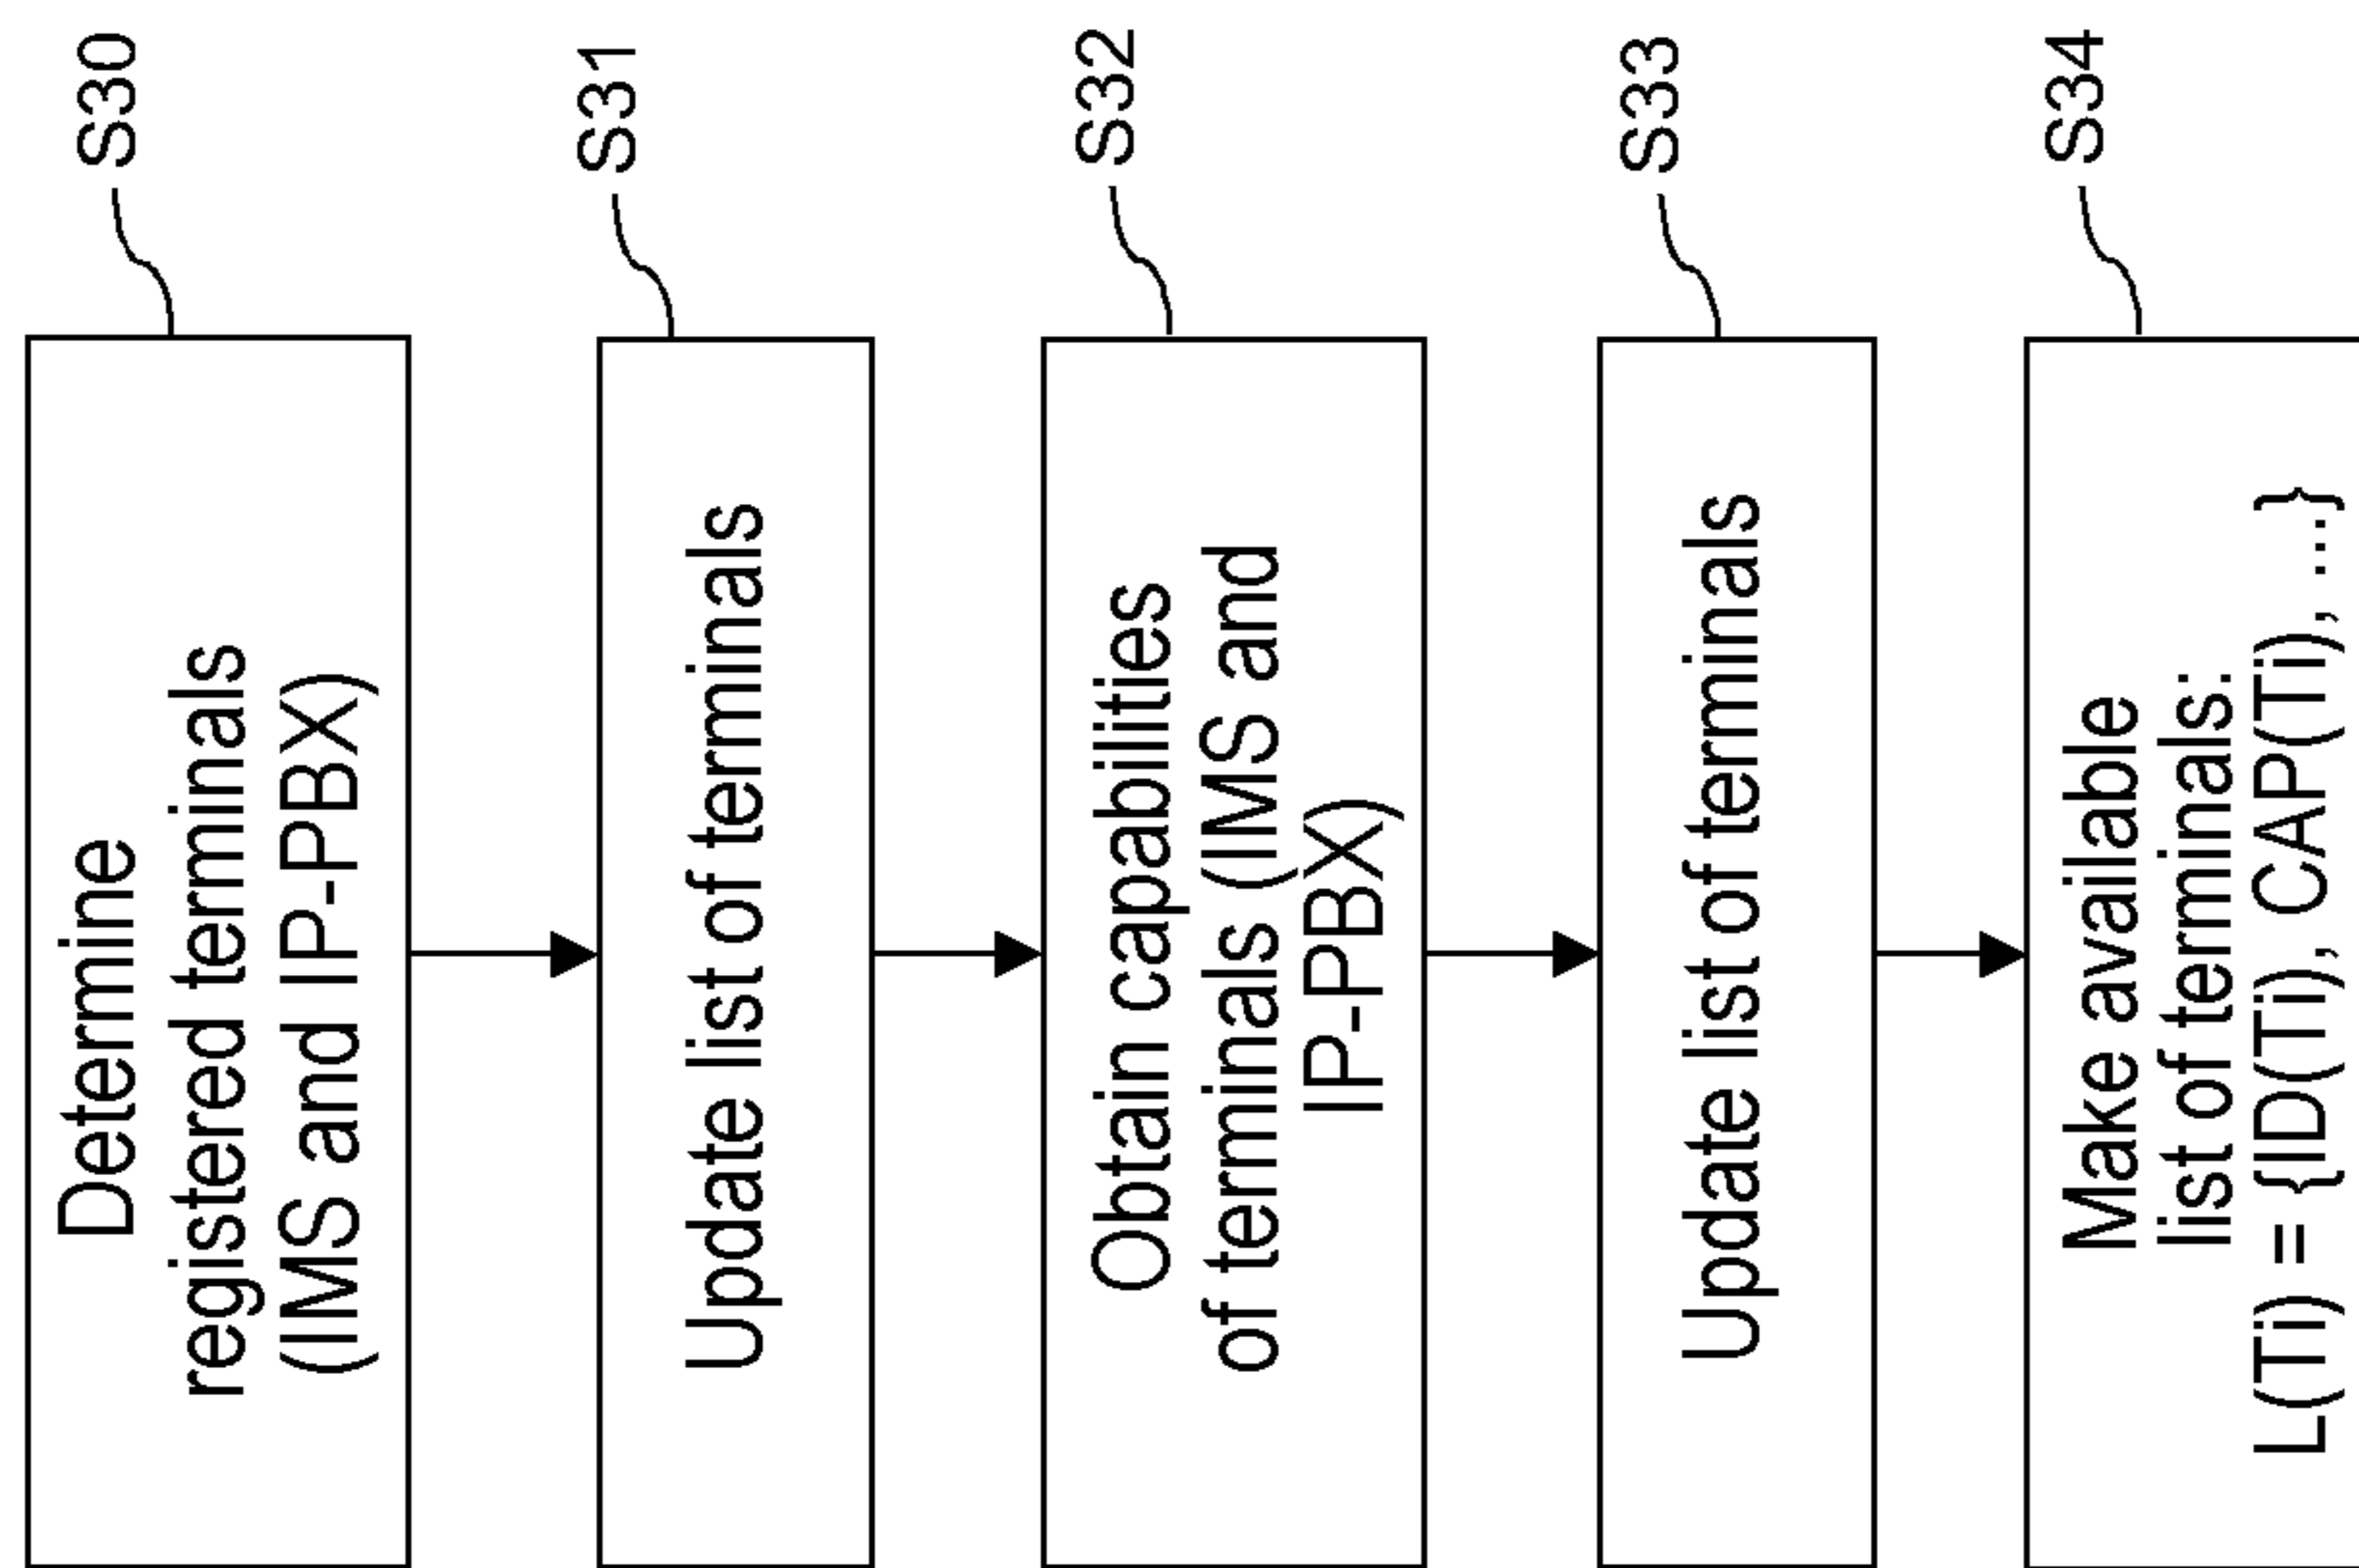 S30
Determine
registered terminals
(IMS and IP-PBX)
S31
Update list of terminals
S32
Obtain capabilities
of terminals (IMS and
IP-PBX)
S33
Update list of terminals
S34
Make available
list of terminals:
L(Ti) = {ID(Ti), CAP(Ti), ...}